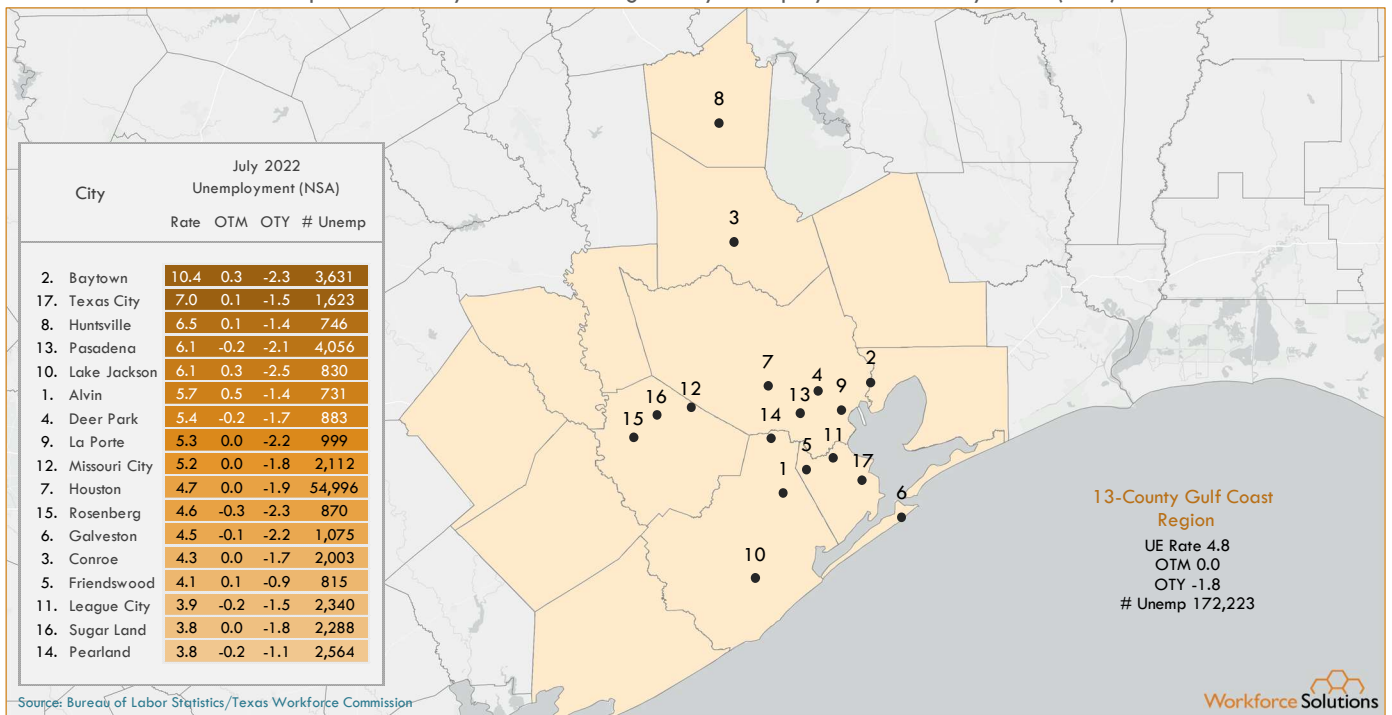 July 2022
City Unemployment (NSA)
Rate OTM OTY # Unemp
2. Baytown 10.4 0.3 -2.3 3,631
17. Texas City 7.0 0.1 -1.5 1,623
8. Huntsville 6.5 0.1 -1.4 746
13. Pasadena 6.1 -0.2 -2.1 4,056
10. Lake Jackson 6.1 0.3 -2.5 830
1. Alvin 5.7 0.5 -1.4 731
4. Deer Park 5.4 -0.2 -1.7 883
9. La Porte 5.3 0.0 -2.2 999
12. Missouri City 5.2 0.0 -1.8 2,112
7. Houston 4.7 0.0 -1.9 54,996
15. Rosenberg 4.6 -0.3 -2.3 870
6. Galveston 4.5 -0.1 -2.2 1,075
3. Conroe 4.3 0.0 -1.7 2,003
5. Friendswood 4.1 0.1 -0.9 815
11. League City 3.9 -0.2 -1.5 2,340
16. Sugar Land 3.8 0.0 -1.8 2,288
14. Pearland 3.8 -0.2 -1.1 2,564
Source: Bureau of Labor Statistics/Texas Workforce Commission
8
3
2
7
4
16
12
9
13
15
14
11
5
1
17
6
10
13-County Gulf Coast
Region
UE Rate 4.8
OTM 0.0
OTY -1.8
# Unemp 172,223
Workforce Solutions